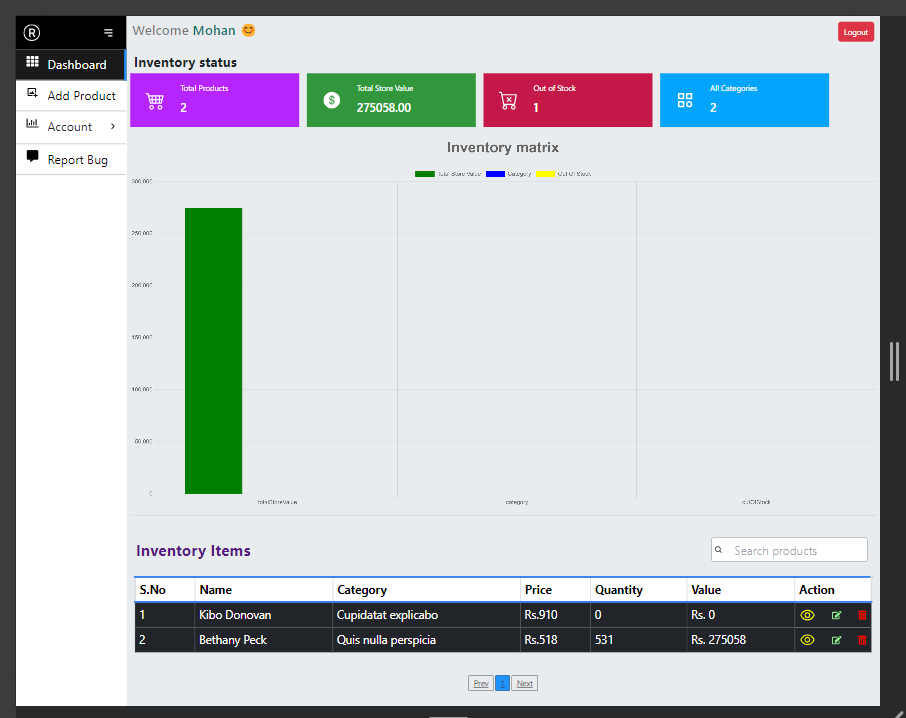 R
Welcome Mohan 😊
Logout
Dashboard
Add Product
Account
Report Bug
Inventory status
Total Products
2
Total Store Value
275058.00
Out of Stock
1
All Categories
2
Inventory matrix
Total Store Value Category Out Of Stock
300,000
250,000
200,000
150,000
100,000
50,000
0
totalStoreValue category outOfStock
Inventory Items
Search products
S.No Name Category Price Quantity Value Action
1 Kibo Donovan Cupidatat explicabo Rs.910 0 Rs. 0
2 Bethany Peck Quis nulla perspicia Rs.518 531 Rs. 275058
Prev 1 Next